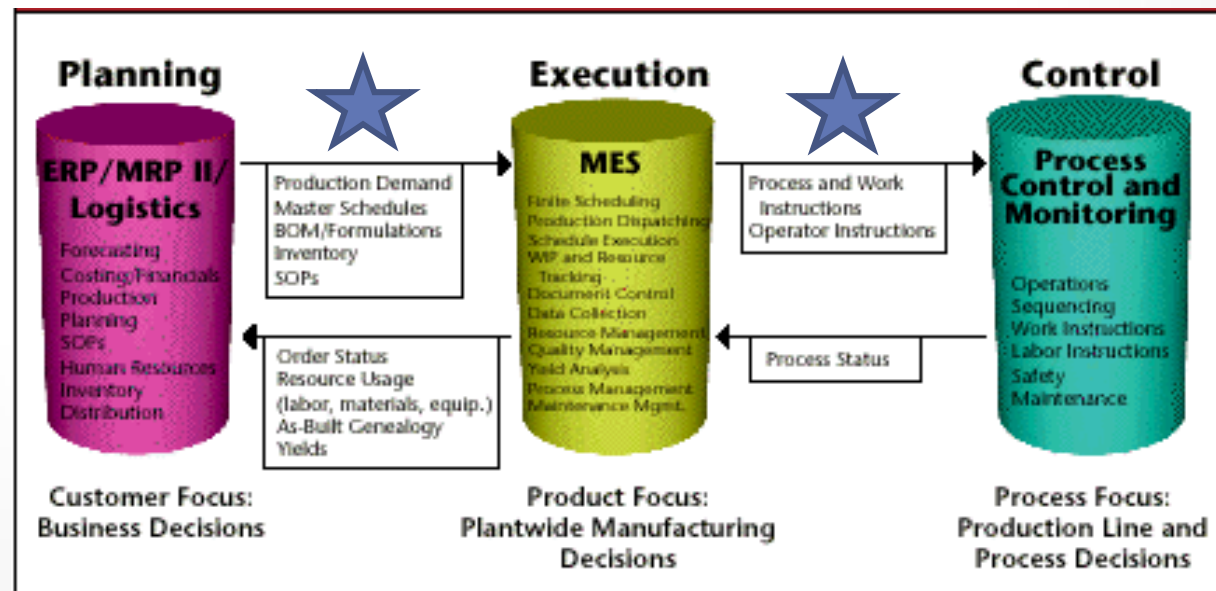 Planning
Execution
Control
ERP/MRP II/
Logistics
Forecasting
Costing/Financials
Production
Planning
SOPs
Human Resources
Inventory
Distribution
Production Demand
Master Schedules
BOM/Formulations
Inventory
SOPs
Order Status
Resource Usage
(labor, materials, equip.)
As-Built Genealogy
Yields
MES
Finite Scheduling
Production Dispatching
Schedule Execution
WIP and Resource
Tracking
Document Control
Data Collection
Resource Management
Quality Management
Yield Analysis
Process Management
Maintenance Mgmt.
Process and Work
Instructions
Operator Instructions
Process Status
Process
Control and
Monitoring
Operations
Sequencing
Work Instructions
Labor Instructions
Safety
Maintenance
Customer Focus:
Business Decisions
Product Focus:
Plantwide Manufacturing
Decisions
Process Focus:
Production Line and
Process Decisions